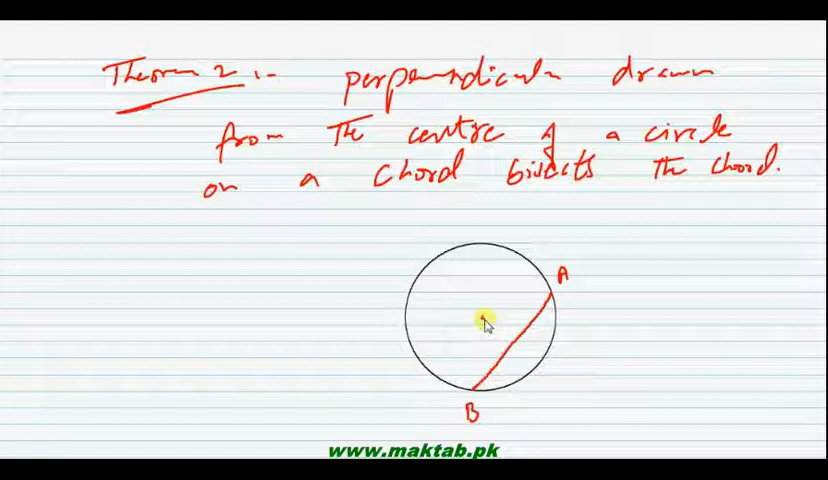 Theorem 2 :-  perpendicular drawn
from the centre of a circle
on a chord bisects the chord.
A
B
www.maktab.pk